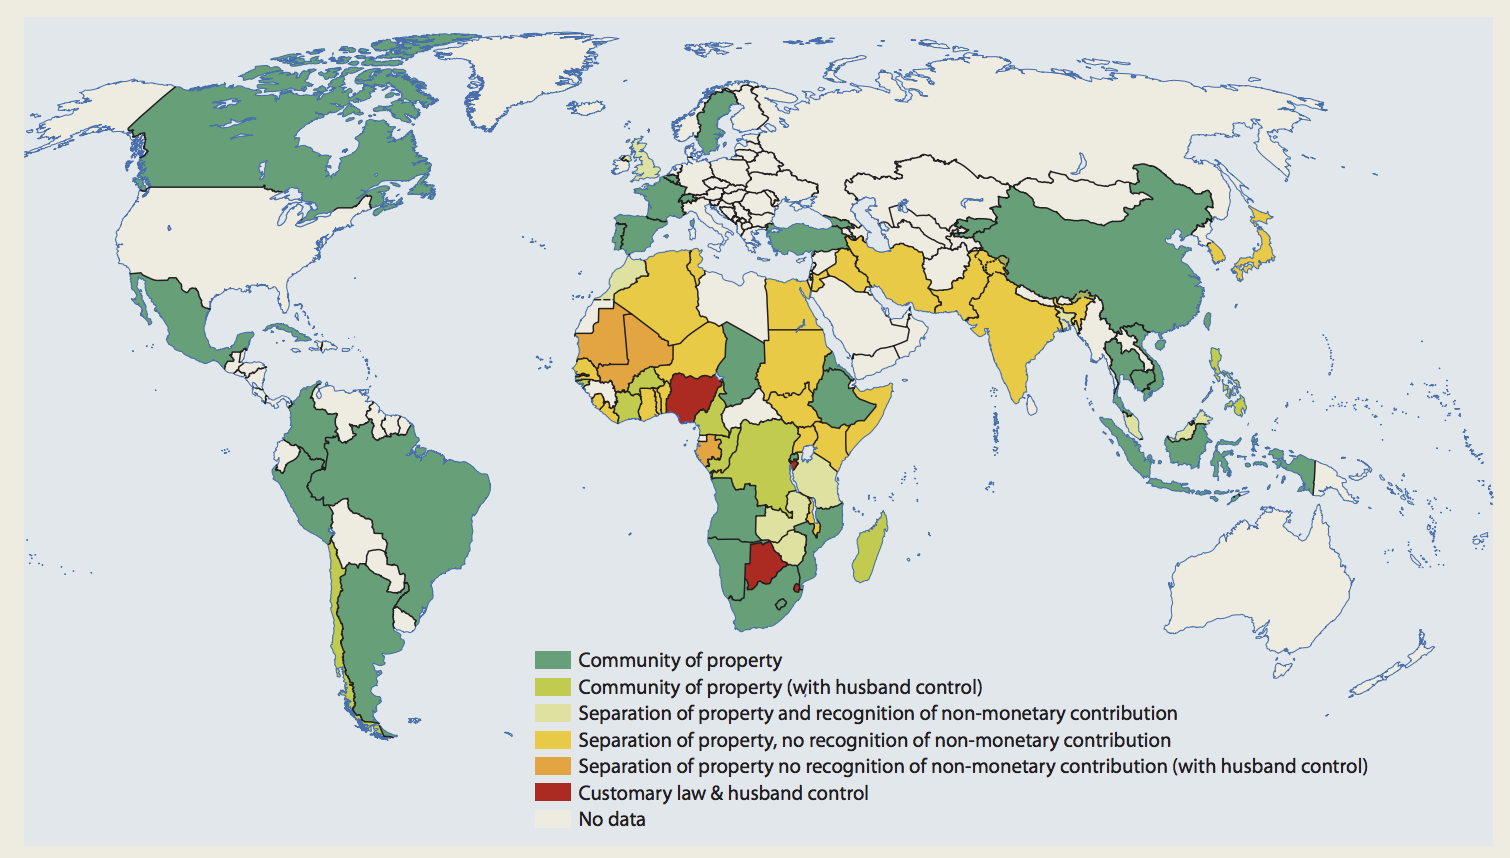 Community of property
Community of property (with husband control)
Separation of property and recognition of non-monetary contribution
Separation of property, no recognition of non-monetary contribution
Separation of property no recognition of non-monetary contribution (with husband control)
Customary law & husband control
No data